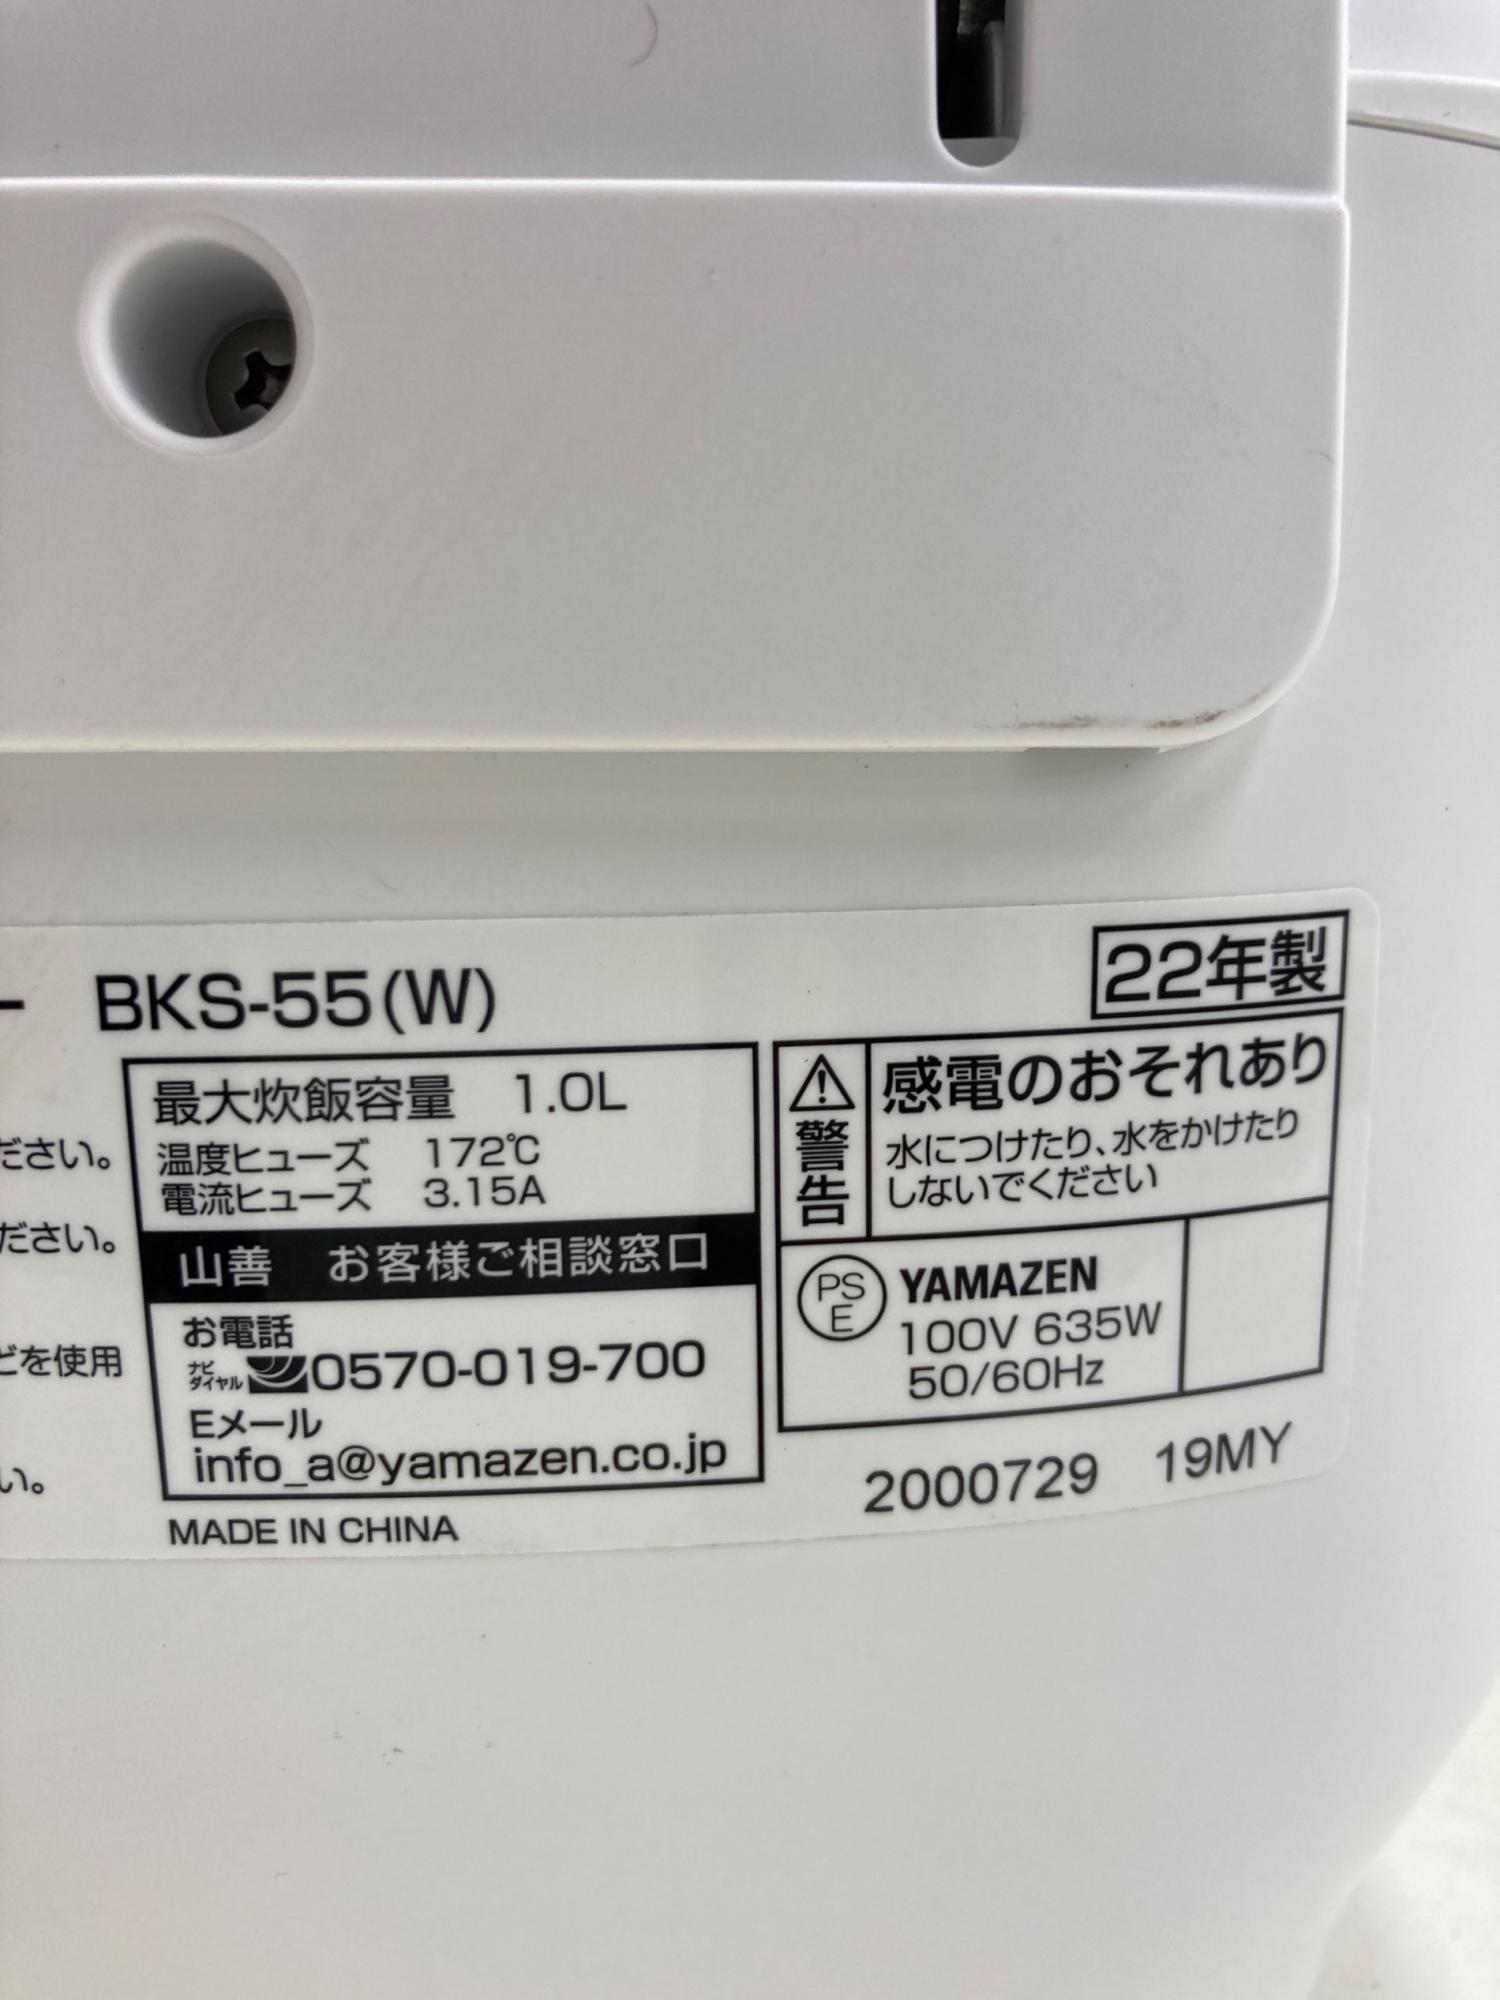 ー BKS-55(W)
22年製
最大炊飯容量 1.0L
温度ヒューズ 172℃
電流ヒューズ 3.15A
山善 お客様ご相談窓口
お電話
ナビ
ダイヤル 0570-019-700
Eメール
info_a@yamazen.co.jp
MADE IN CHINA
警告
感電のおそれあり
水につけたり、水をかけたり
しないでください
PS
E
YAMAZEN
100V 635W
50/60Hz
2000729 19MY
ださい。
ださい。
どを使用
い。